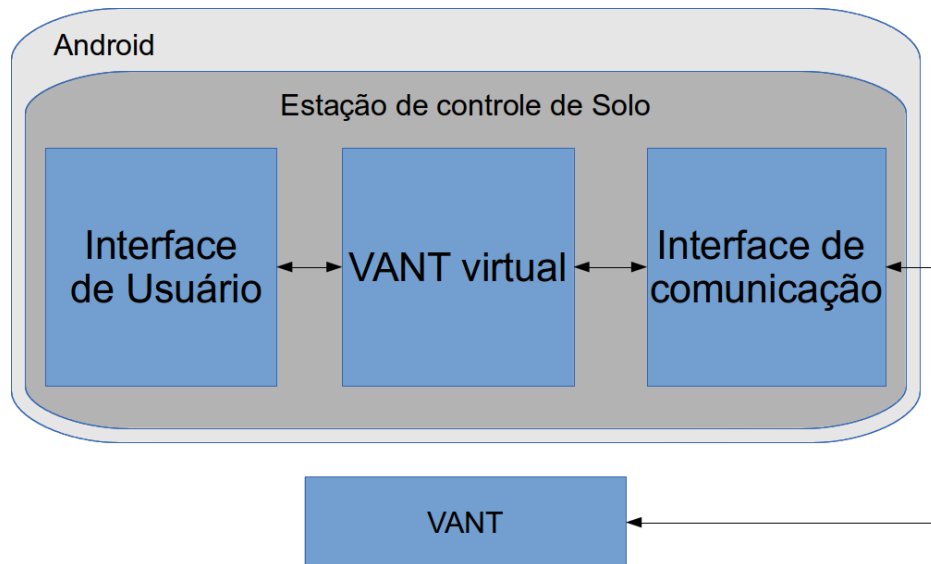 Android
Estação de controle de Solo
Interface
de Usuário
VANT virtual
Interface de
comunicação
VANT